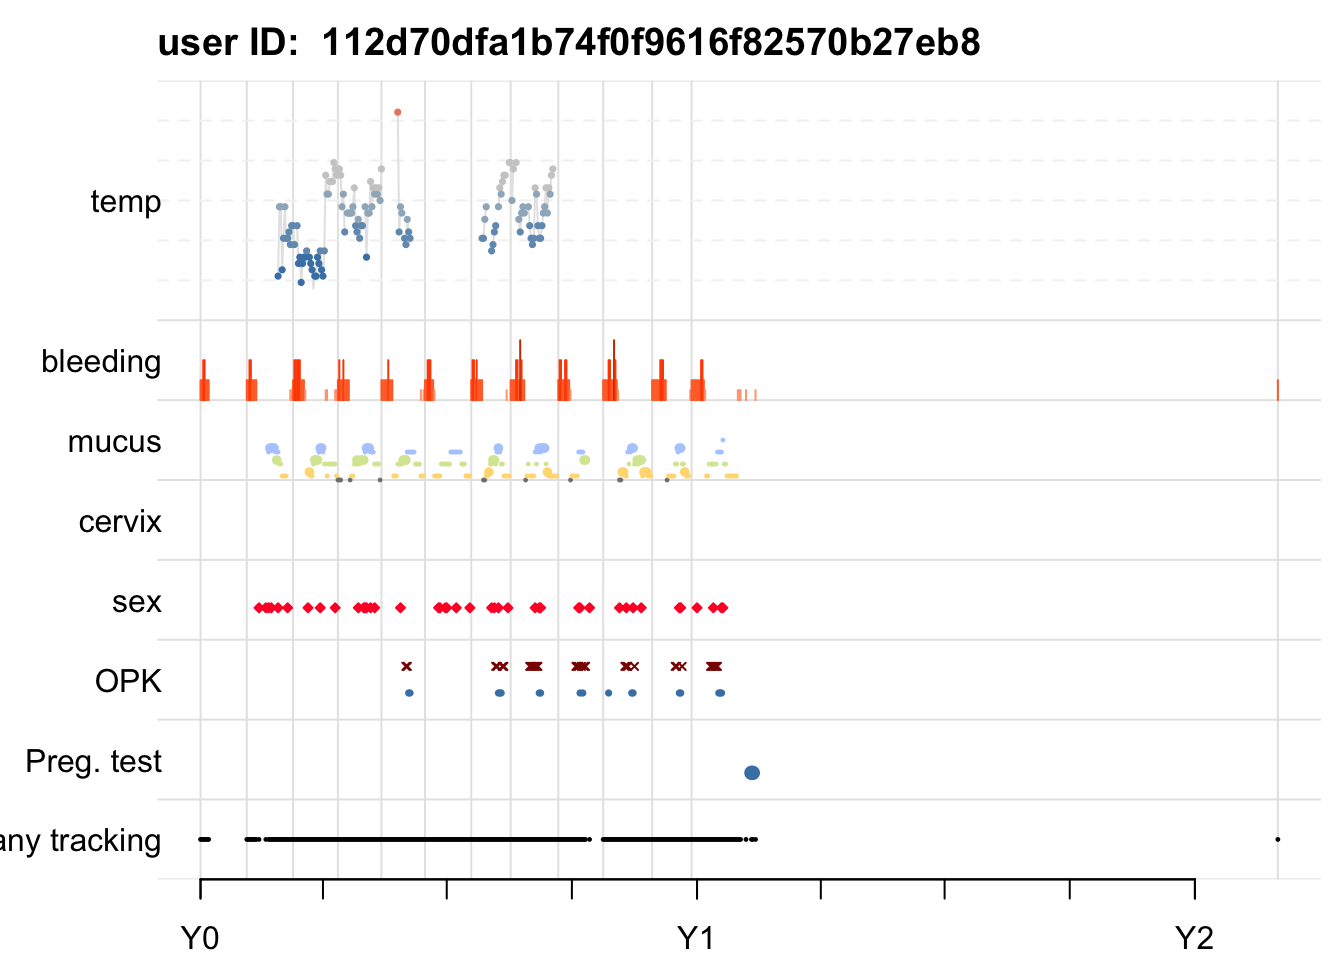 user ID:  112d70dfa1b74f0f9616f82570b27eb8
temp
bleeding
mucus
cervix
sex
OPK
Preg. test
any tracking
Y0 Y1 Y2